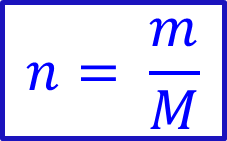 n = m/M